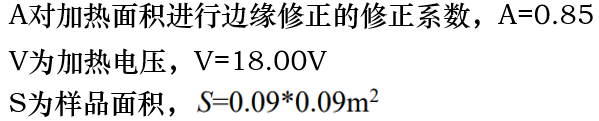 A对加热面积进行边缘修正的修正系数，A=0.85
V为加热电压，V=18.00V
S为样品面积，S=0.09*0.09m²